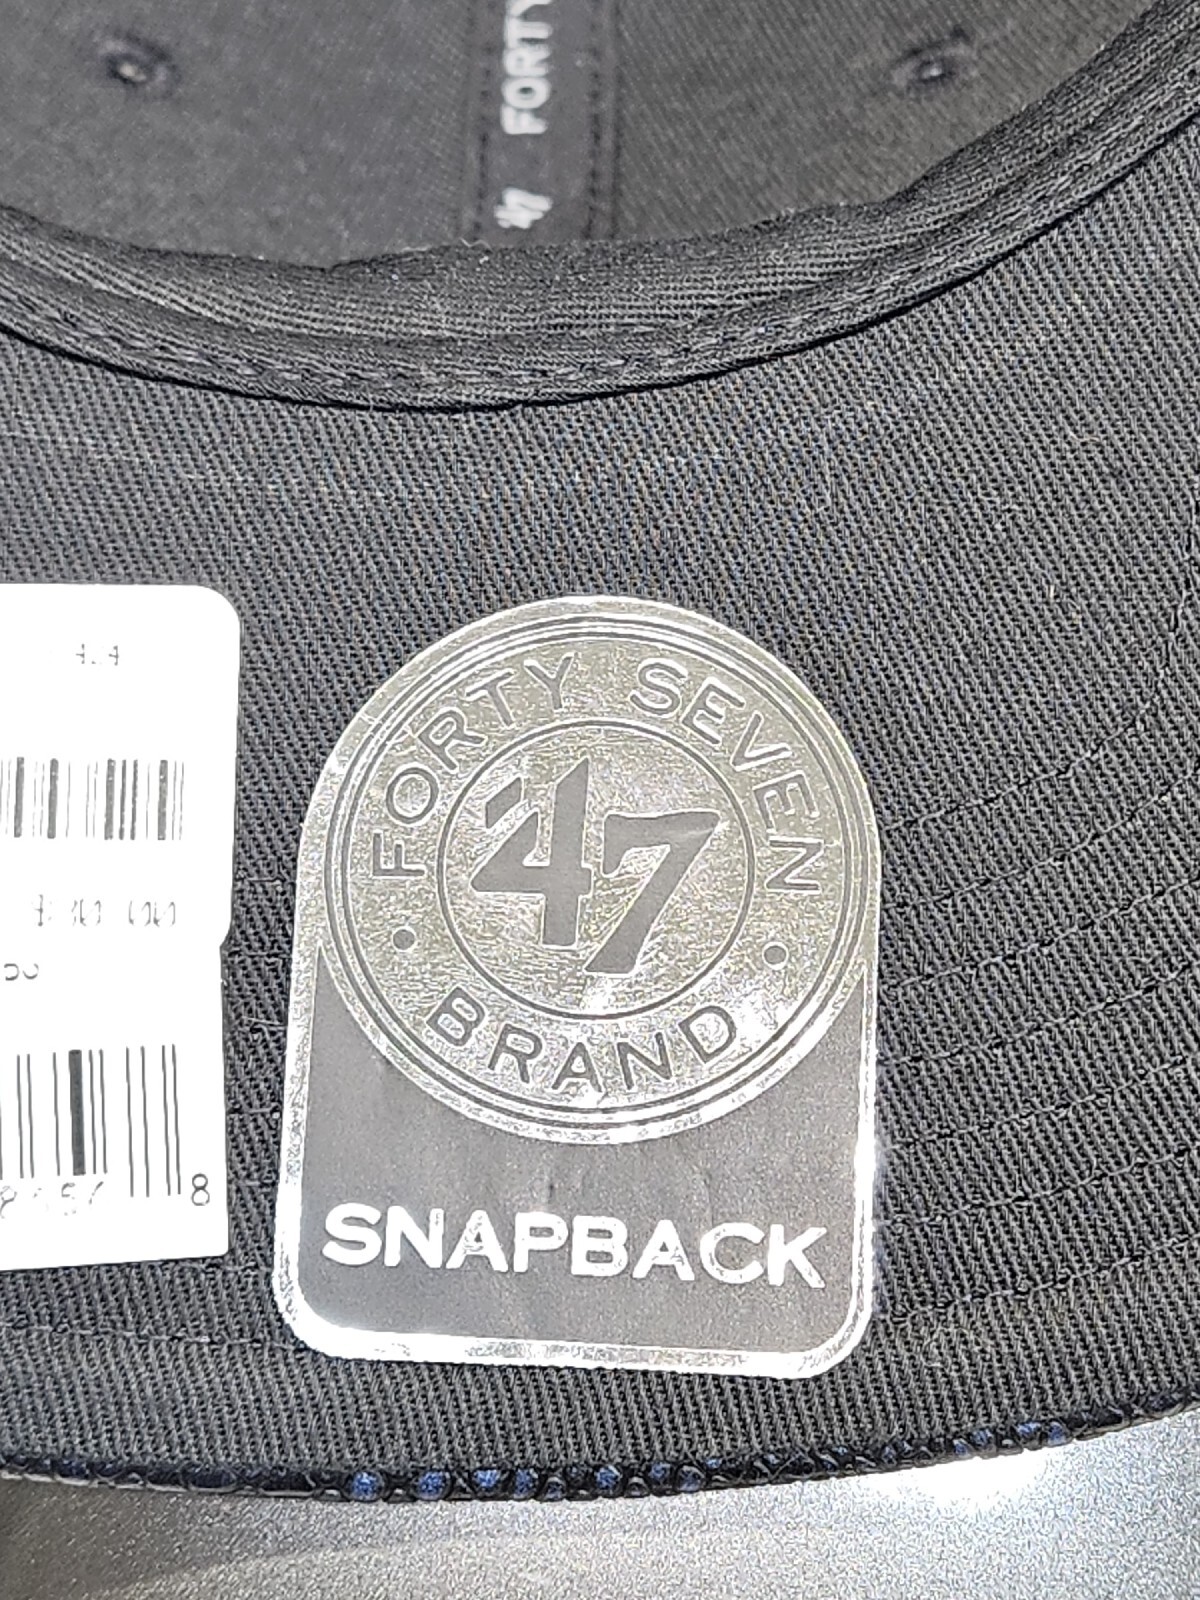 FORTY
'47
FORTY SEVEN
'47
BRAND
SNAPBACK
8